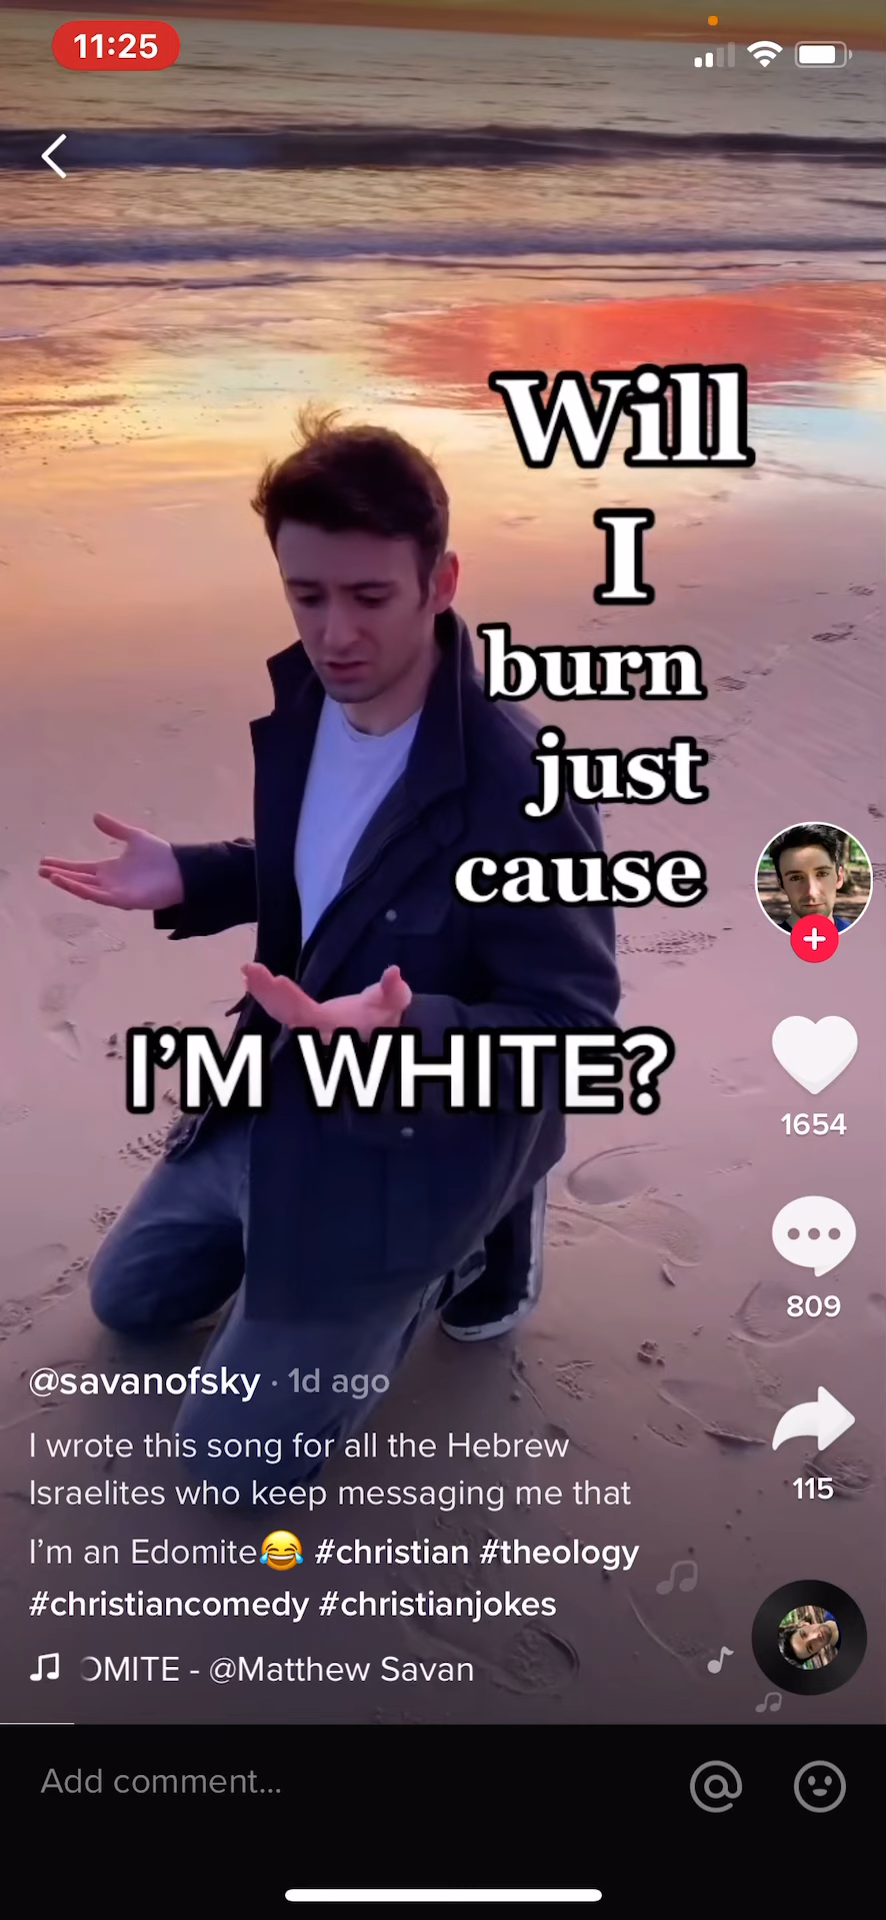 11:25
Will
I
burn
just
cause
I'M WHITE?
1654
809
115
@savanofsky · 1d ago
I wrote this song for all the Hebrew
Israelites who keep messaging me that
I'm an Edomite😂 #christian #theology
#christiancomedy #christianjokes
OMITE - @Matthew Savan
Add comment...